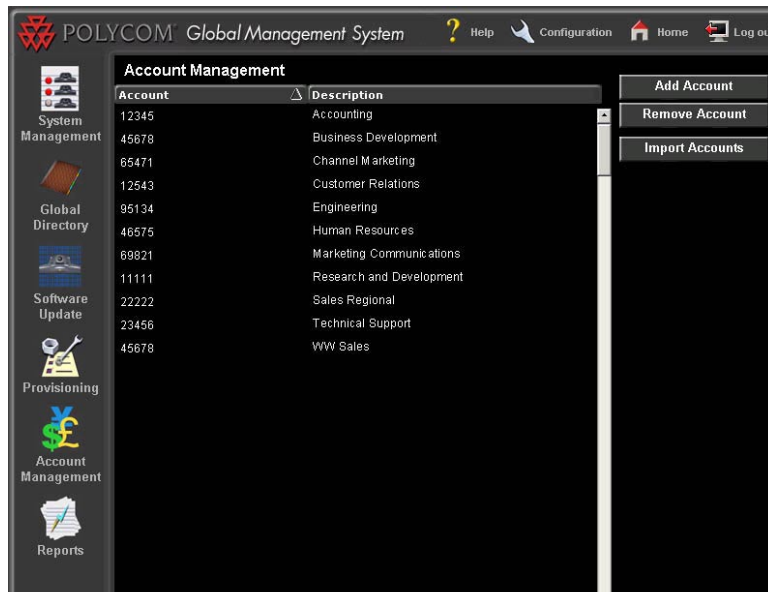 POLYCOM Global Management System ? Help Configuration Home Log ou
Account Management
Account Description
12345 Accounting
45678 Business Development
65471 Channel Marketing
12543 Customer Relations
95134 Engineering
46575 Human Resources
69821 Marketing Communications
11111 Research and Development
22222 Sales Regional
23456 Technical Support
45678 WW Sales
Add Account
Remove Account
Import Accounts
System
Management
Global
Directory
Software
Update
Provisioning
Account
Management
Reports